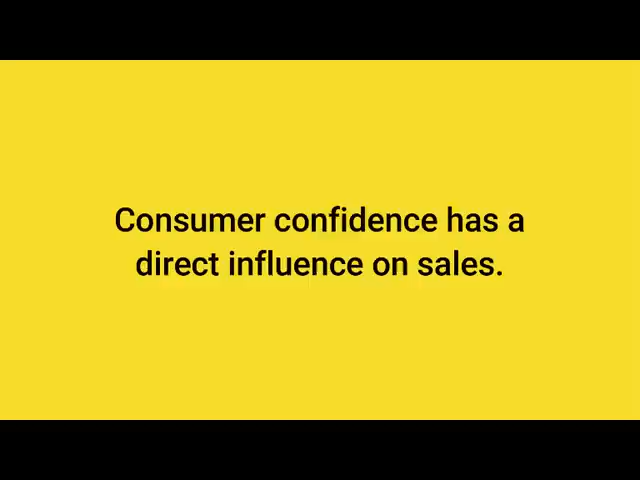 Consumer confidence has a
direct influence on sales.